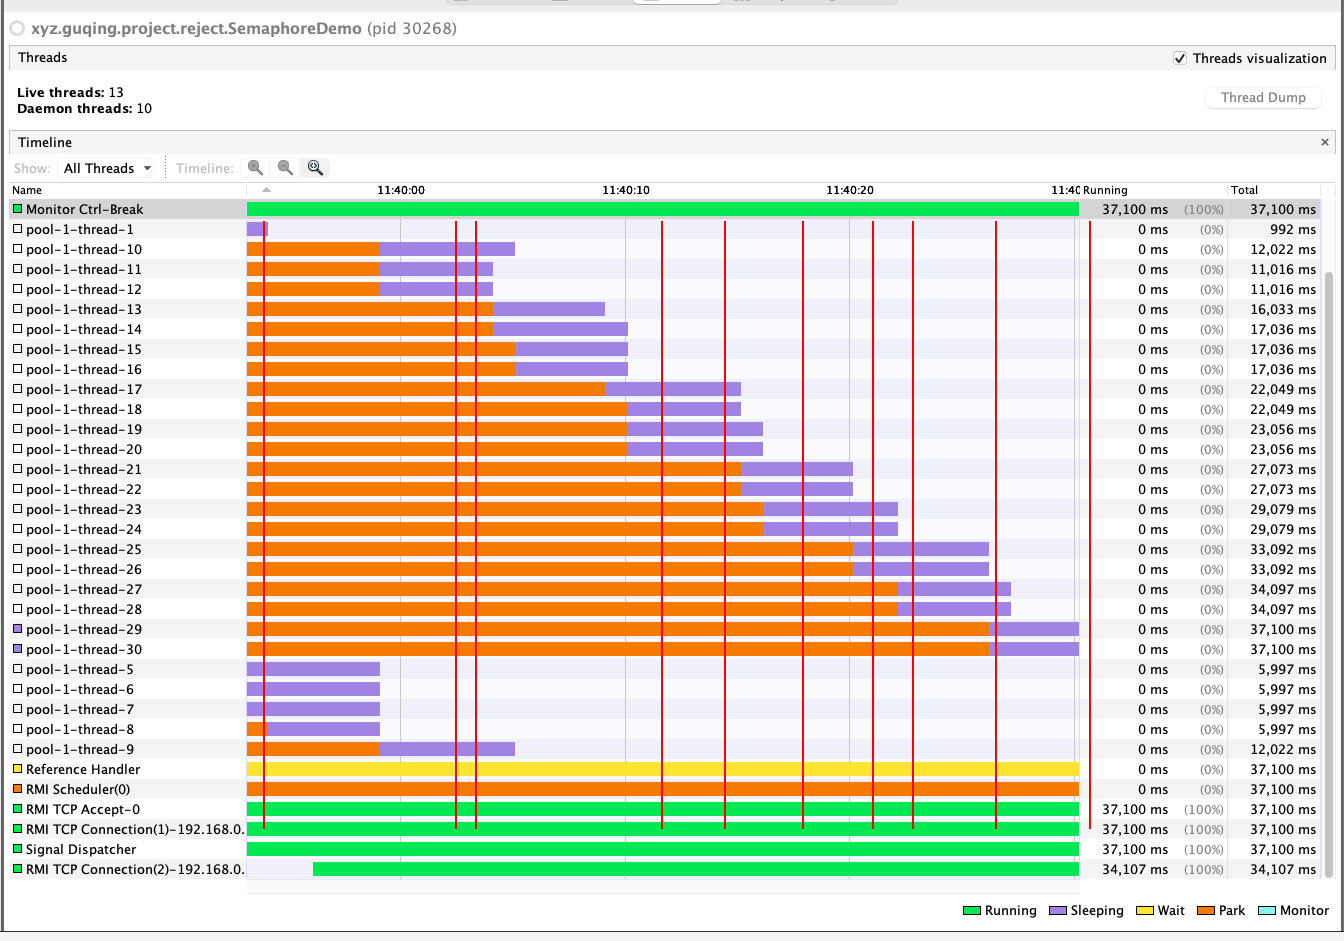 xyz.guqing.project.reject.SemaphoreDemo (pid 30268)
Threads
Threads visualization
Live threads: 13
Daemon threads: 10
Thread Dump
Timeline
Show: All Threads Timeline:
Name 11:40:00 11:40:10 11:40:20 11:40 Running Total
Monitor Ctrl-Break 37,100 ms (100%) 37,100 ms
pool-1-thread-1 0 ms (0%) 992 ms
pool-1-thread-10 0 ms (0%) 12,022 ms
pool-1-thread-11 0 ms (0%) 11,016 ms
pool-1-thread-12 0 ms (0%) 11,016 ms
pool-1-thread-13 0 ms (0%) 16,033 ms
pool-1-thread-14 0 ms (0%) 17,036 ms
pool-1-thread-15 0 ms (0%) 17,036 ms
pool-1-thread-16 0 ms (0%) 17,036 ms
pool-1-thread-17 0 ms (0%) 22,049 ms
pool-1-thread-18 0 ms (0%) 22,049 ms
pool-1-thread-19 0 ms (0%) 23,056 ms
pool-1-thread-20 0 ms (0%) 23,056 ms
pool-1-thread-21 0 ms (0%) 27,073 ms
pool-1-thread-22 0 ms (0%) 27,073 ms
pool-1-thread-23 0 ms (0%) 29,079 ms
pool-1-thread-24 0 ms (0%) 29,079 ms
pool-1-thread-25 0 ms (0%) 33,092 ms
pool-1-thread-26 0 ms (0%) 33,092 ms
pool-1-thread-27 0 ms (0%) 34,097 ms
pool-1-thread-28 0 ms (0%) 34,097 ms
pool-1-thread-29 0 ms (0%) 37,100 ms
pool-1-thread-30 0 ms (0%) 37,100 ms
pool-1-thread-5 0 ms (0%) 5,997 ms
pool-1-thread-6 0 ms (0%) 5,997 ms
pool-1-thread-7 0 ms (0%) 5,997 ms
pool-1-thread-8 0 ms (0%) 5,997 ms
pool-1-thread-9 0 ms (0%) 12,022 ms
Reference Handler 0 ms (0%) 37,100 ms
RMI Scheduler(0) 0 ms (0%) 37,100 ms
RMI TCP Accept-0 37,100 ms (100%) 37,100 ms
RMI TCP Connection(1)-192.168.0. 37,100 ms (100%) 37,100 ms
Signal Dispatcher 37,100 ms (100%) 37,100 ms
RMI TCP Connection(2)-192.168.0. 34,107 ms (100%) 34,107 ms
Running Sleeping Wait Park Monitor